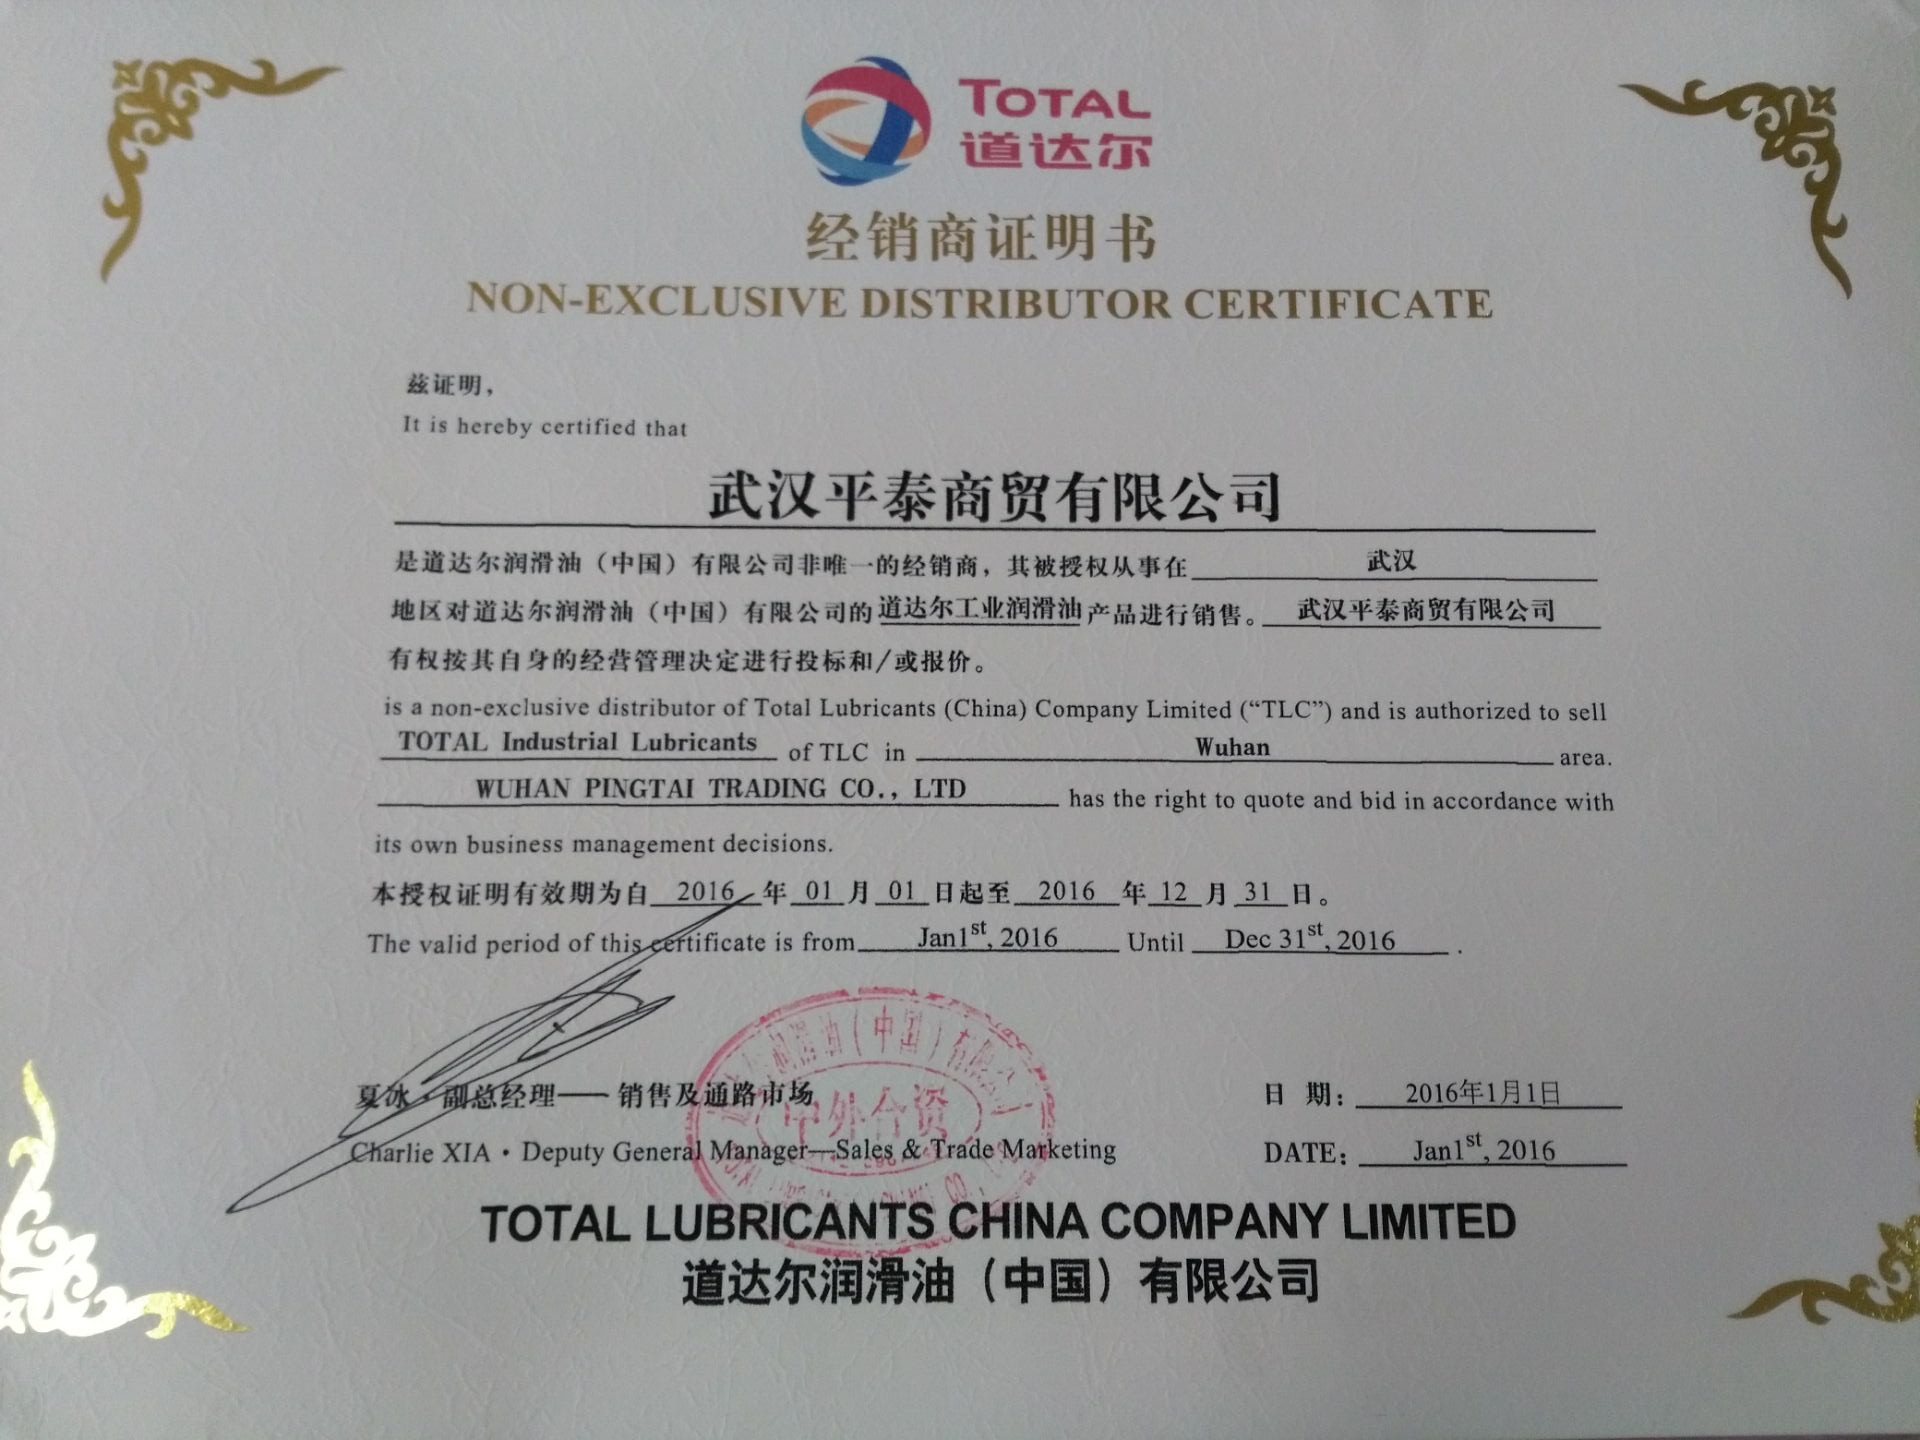 TOTAL
道达尔
经销商证明书
NON-EXCLUSIVE DISTRIBUTOR CERTIFICATE
兹证明,
It is hereby certified that
武汉平泰商贸有限公司
是道达尔润滑油（中国）有限公司非唯一的经销商，其被授权从事在 武汉
地区对道达尔润滑油（中国）有限公司的 道达尔工业润滑油 产品进行销售。 武汉平泰商贸有限公司
有权按其自身的经营管理决定进行投标和/或报价。
is a non-exclusive distributor of Total Lubricants (China) Company Limited (“TLC”) and is authorized to sell
TOTAL Industrial Lubricants of TLC in Wuhan area.
WUHAN PINGTAI TRADING CO., LTD has the right to quote and bid in accordance with
its own business management decisions.
本授权证明有效期为自 2016 年 01 月 01 日起至 2016 年 12 月 31 日。
The valid period of this certificate is from Jan1st, 2016 Until Dec 31st, 2016 .
润滑油（中国）有限公司
中外合资
夏冰·副总经理——销售及通路市场 日 期: 2016年1月1日
Charlie XIA · Deputy General Manager—Sales & Trade Marketing DATE: Jan1st, 2016
TOTAL LUBRICANTS CHINA COMPANY LIMITED
道达尔润滑油（中国）有限公司